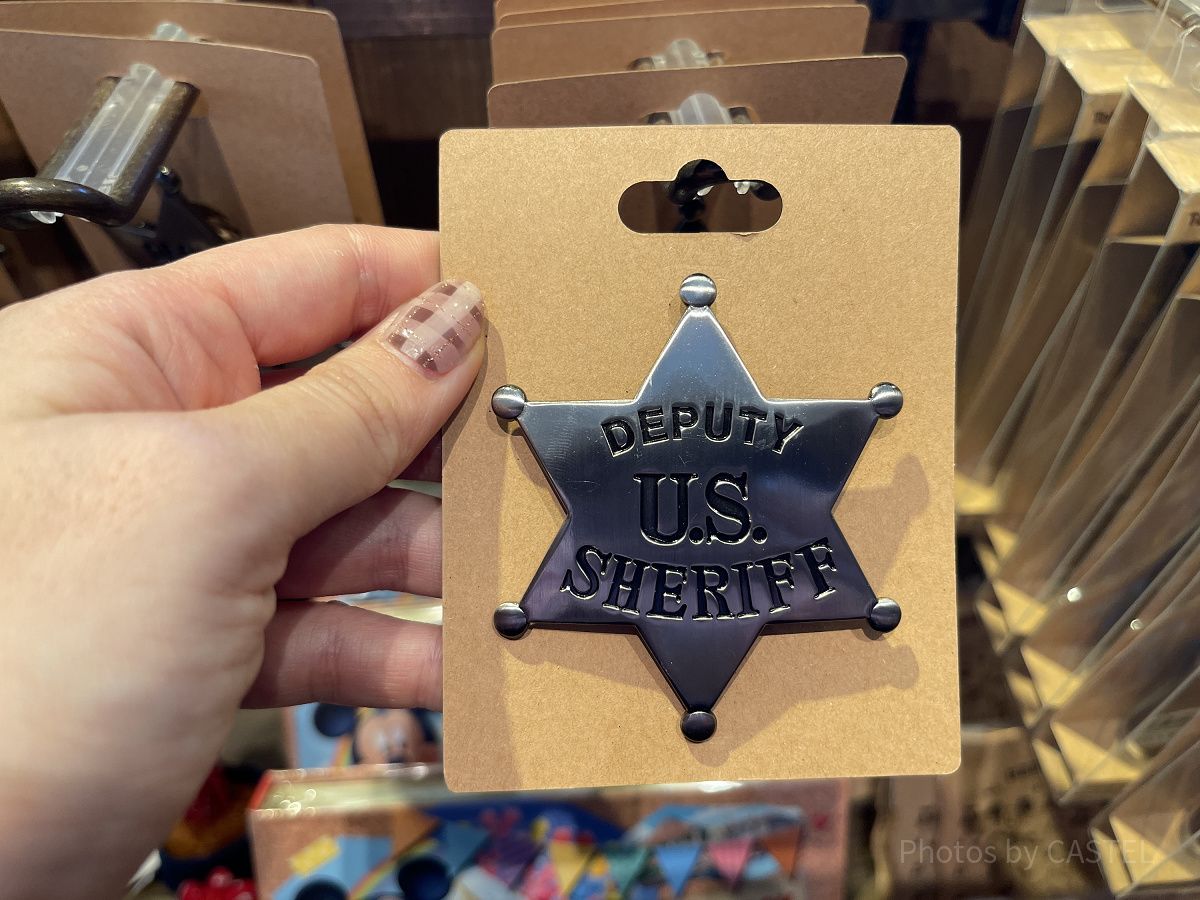 DEPUTY
U.S.
SHERIFF
Photos by CASTEL